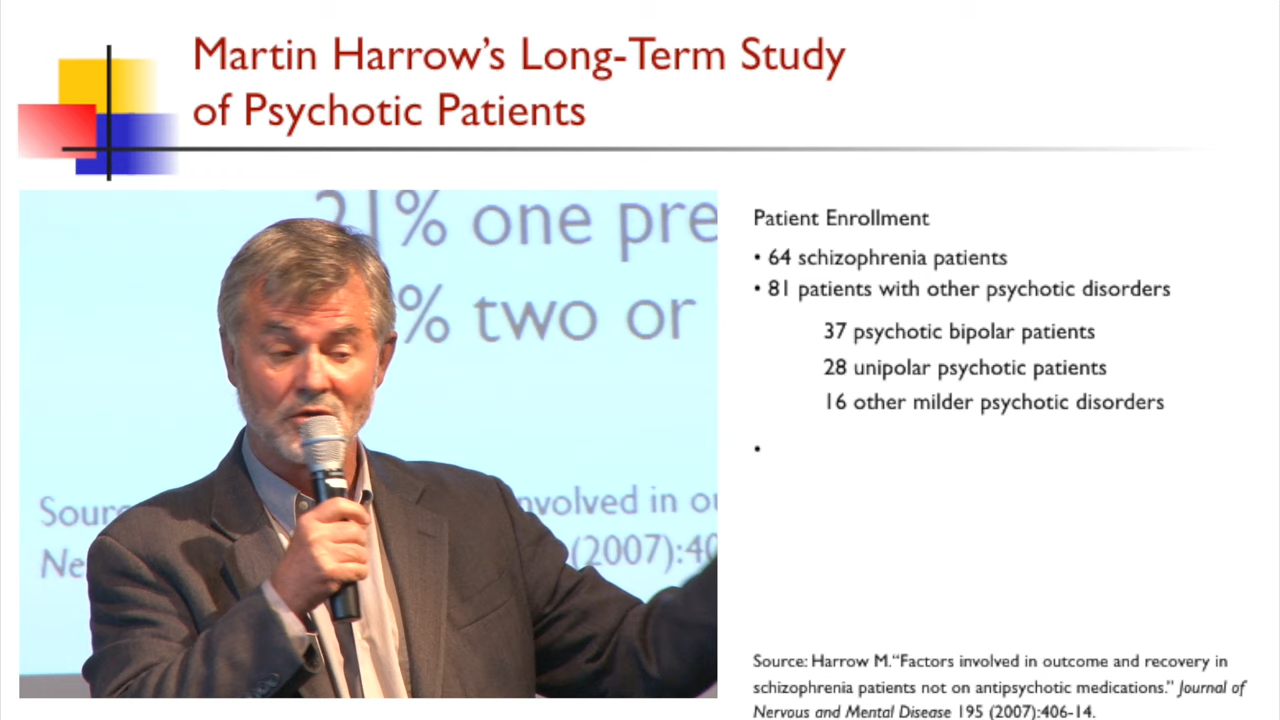 Martin Harrow's Long-Term Study
of Psychotic Patients
21% one pre
% two or
Sourc
nvolved in ou
Ne
(2007):40
Patient Enrollment
• 64 schizophrenia patients
• 81 patients with other psychotic disorders
37 psychotic bipolar patients
28 unipolar psychotic patients
16 other milder psychotic disorders
•
Source: Harrow M.“Factors involved in outcome and recovery in
schizophrenia patients not on antipsychotic medications.” Journal of
Nervous and Mental Disease 195 (2007):406-14.